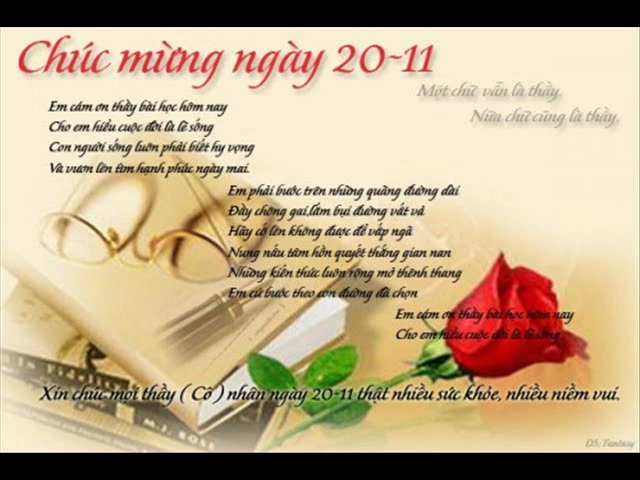 Chúc mừng ngày 20-11
Một chữ vẫn là thầy.
Nửa chữ cũng là thầy.
Em cám ơn thầy bài học hôm nay
Cho em hiểu cuộc đời là lẽ sống
Con người sống luôn phải biết hy vọng
Và vươn lên tìm hạnh phúc ngày mai.
Em phải bước trên những quãng đường dài
Đầy chông gai, lấm bụi đường vất vả
Hãy cố lên không được để vấp ngã
Nung nấu tâm hồn quyết thắng gian nan
Những kiến thức luôn rộng mở thênh thang
Em cứ bước theo con đường đã chọn
Em cám ơn thầy bài học hôm nay
Cho em hiểu cuộc đời là lẽ sống
Xin chúc mọi thầy ( Cô ) nhân ngày 20-11 thật nhiều sức khỏe, nhiều niềm vui.
M.J. ROSE
DS: Fantasy